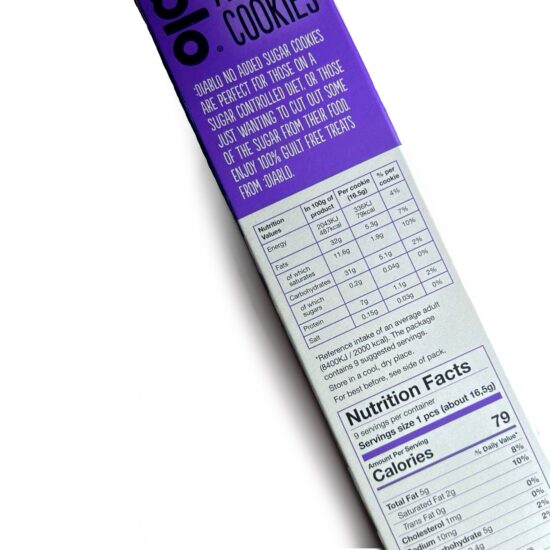 COOKIES
:DIABLO NO ADDED SUGAR COOKIES
ARE PERFECT FOR THOSE ON A
SUGAR CONTROLLED DIET, OR THOSE
JUST WANTING TO CUT OUT SOME
OF THE SUGAR FROM THEIR FOOD.
ENJOY 100% GUILT FREE TREATS
FROM :DIABLO.
Nutrition Values In 100g of product Per cookie (16.5g) % per cookie
Energy 2043KJ 487kcal 336KJ 79kcal 4%
Fats 32g 5.3g 7%
of which saturates 11.6g 1.9g 10%
Carbohydrates 31g 5.1g 2%
of which sugars 0.2g 0.04g 0%
Protein 7g 1.1g 2%
Salt 0.15g 0.03g 0%
*Reference intake of an average adult
(8400KJ / 2000 kcal). The package
contains 9 suggested servings.
Store in a cool, dry place.
For best before, see side of pack.
Nutrition Facts
9 servings per container
Servings size 1 pcs (about 16,5g)
Amount Per Serving
Calories 79
% Daily Value*
Total Fat 5g 8%
Saturated Fat 2g 10%
Trans Fat 0g
Cholesterol 1mg 0%
Sodium 10mg 0%
5g 2%